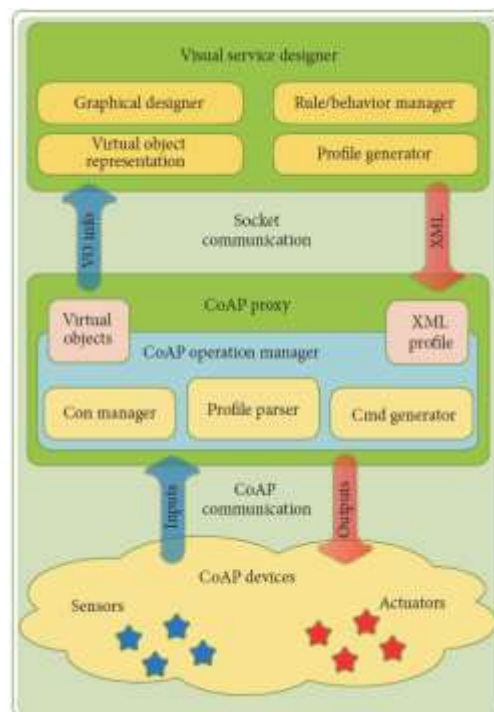 Visual service designer
Graphical designer
Rule/behavior manager
Virtual object
representation
Profile generator
VO info
Socket
communication
XML
CoAP proxy
Virtual
objects
XML
profile
CoAP operation manager
Con manager
Profile parser
Cmd generator
Inputs
CoAP
communication
Outputs
CoAP devices
Sensors
Actuators